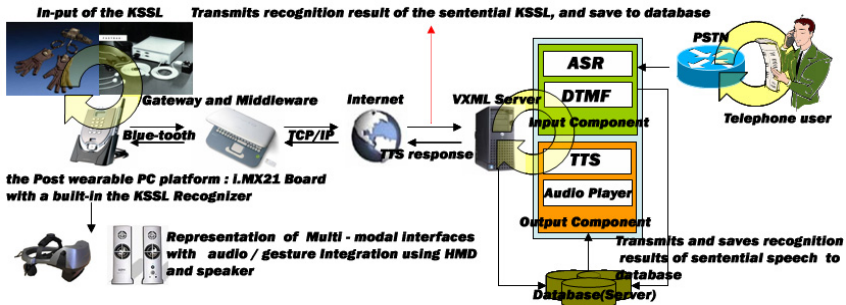 In-put of the KSSL
Transmits recognition result of the sentential KSSL, and save to database
PSTN
ASR
DTMF
Input Component
Telephone user
Gateway and Middleware
Internet
VXML Server
Blue-tooth
TCP/IP
TTS response
TTS
Audio Player
Output Component
the Post wearable PC platform : i.MX21 Board
with a built-in the KSSL Recognizer
Representation of Multi - modal interfaces
with audio / gesture Integration using HMD
and speaker
Transmits and saves recognition
results of sentential speech to
database
Database(Server)